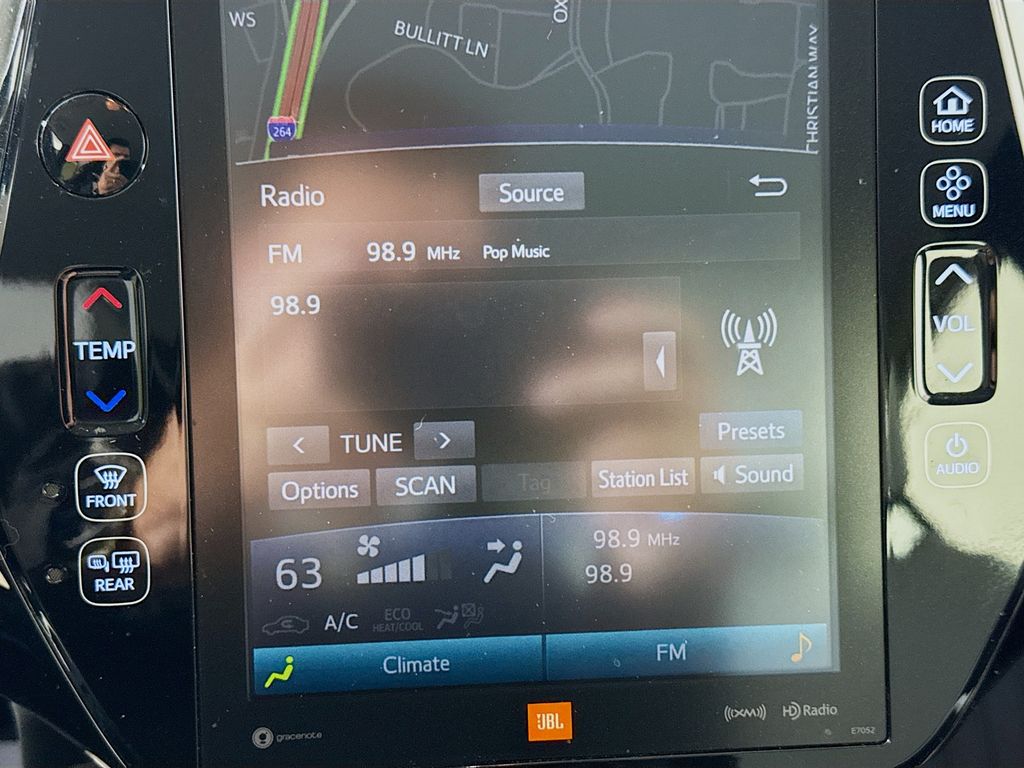 WS
BULLITT LN
OX
CHRISTIAN WAY
264
HOME
MENU
Radio
Source
FM 98.9 MHz Pop Music
98.9
TEMP
VOL
TUNE
Presets
Options SCAN Tag Station List Sound
AUDIO
FRONT
REAR
63
98.9 MHz
98.9
A/C ECO
HEAT/COOL
Climate
FM
gracenote
JBL
((XM))
HD Radio
E7052